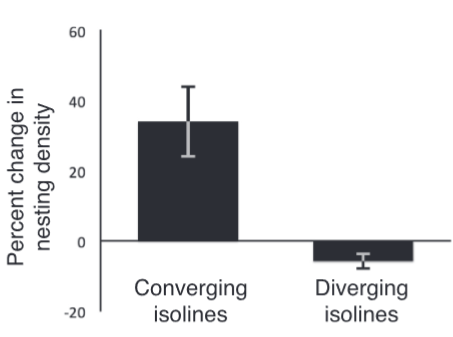 60
40
20
0
-20
Percent change in
nesting density
Converging
isolines
Diverging
isolines